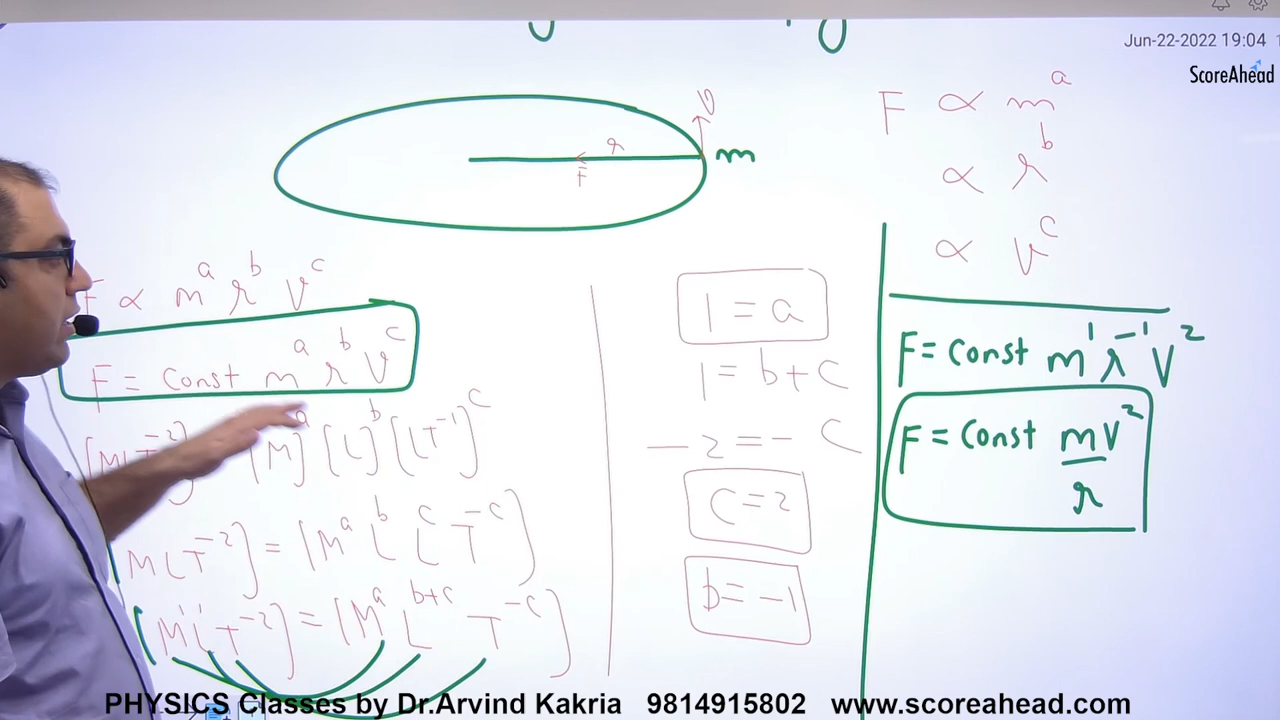 Jun-22-2022 19:04
ScoreAhead
V
r
F
m
F ∝ m^a
∝ r^b
∝ v^c
F ∝ m^a r^b v^c
F = Const m^a r^b v^c
[M]^a [L]^b [LT^-1]^c
MLT^-2] = [M^a L^b L^c T^-c]
[M^1 L^1 T^-2] = [M^a L^b+c T^-c]
1 = a
1 = b+c
-2 = -c
c = 2
b = -1
F = Const m^1 r^-1 V^2
F = Const mV^2
r
PHYSICS Classes by Dr.Arvind Kakria 9814915802 www.scoreahead.com